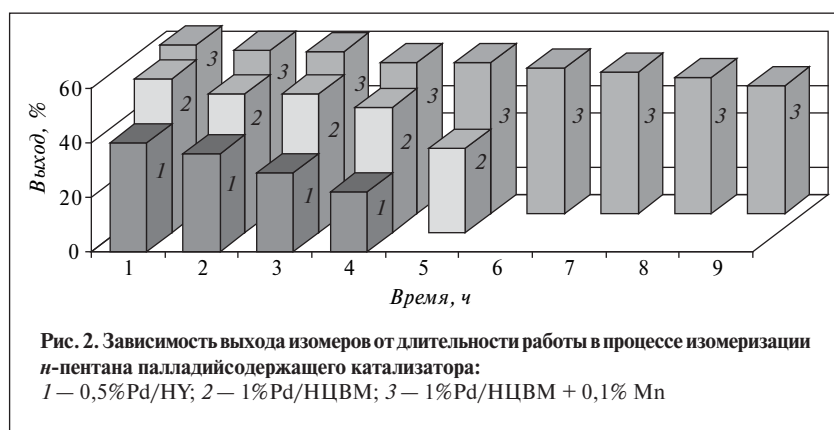 3 3 3
3 3 3 3 3 3
2 2 2 2 2
1 1 1 1
60
40
20
0
Выход, %
1 2 3 4 5 6 7 8 9
Время, ч
Рис. 2. Зависимость выхода изомеров от длительности работы в процессе изомеризации
н-пентана палладийсодержащего катализатора:
1 — 0,5%Pd/HY; 2 — 1%Pd/НЦВМ; 3 — 1%Pd/НЦВМ + 0,1% Mn